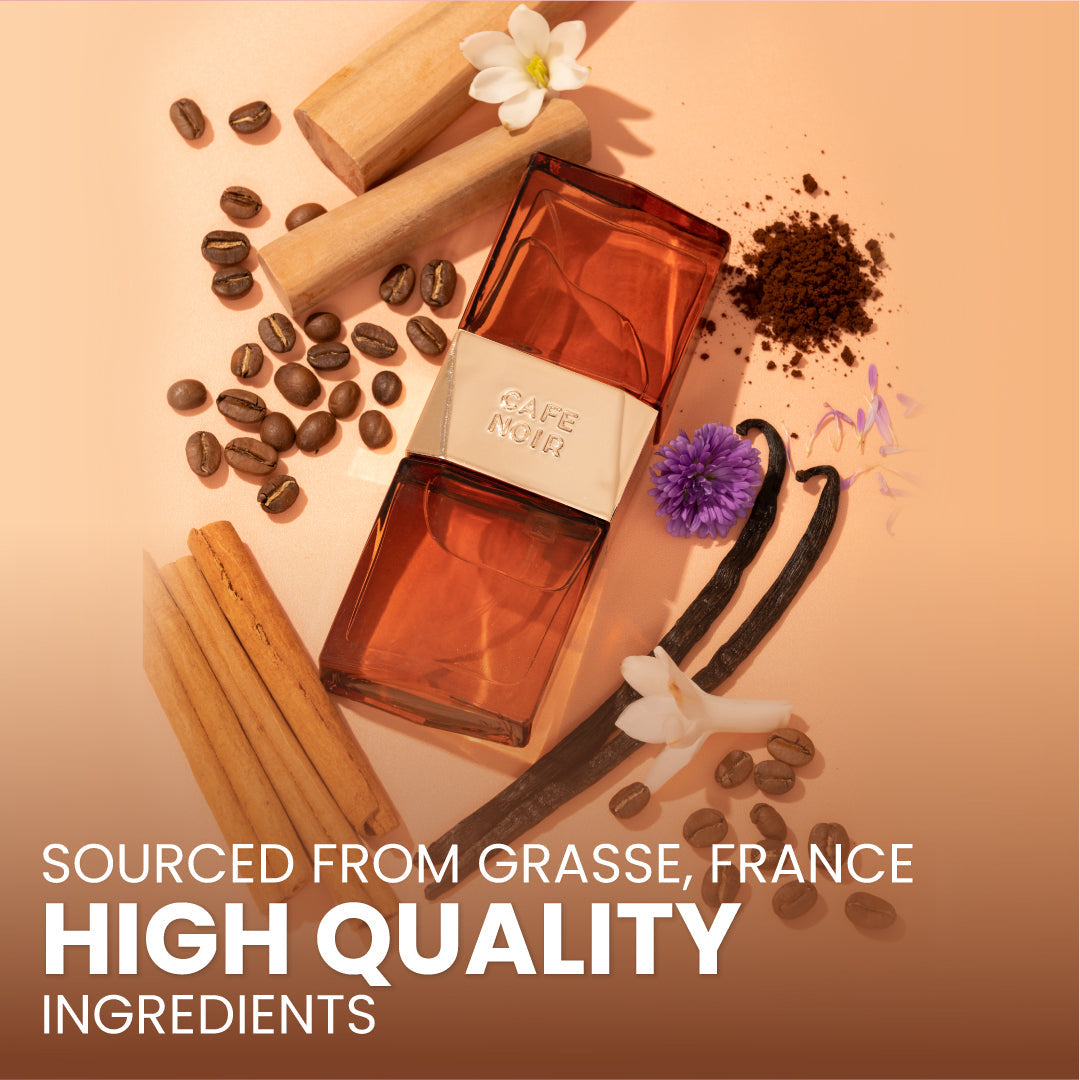 CAFE
NOIR
SOURCED FROM GRASSE, FRANCE
HIGH QUALITY
INGREDIENTS